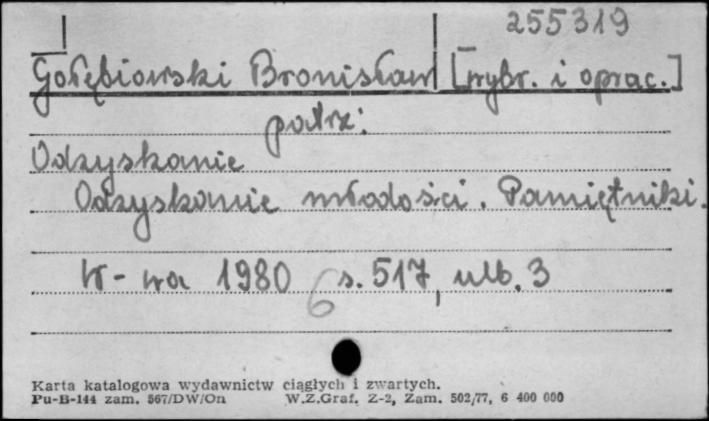 255319
Gołębiowski Bronisław [wybr. i oprac.]
patrz:
Odzyskanie
Odzyskanie młodości. Pamiętniki.
W-wa 1980 s. 517, ulb. 3
6
Karta katalogowa wydawnictw ciągłych i zwartych.
Pu-B-144 zam. 567/DW/On W.Z.Graf. Z-2, Zam. 502/77, 6 400 000